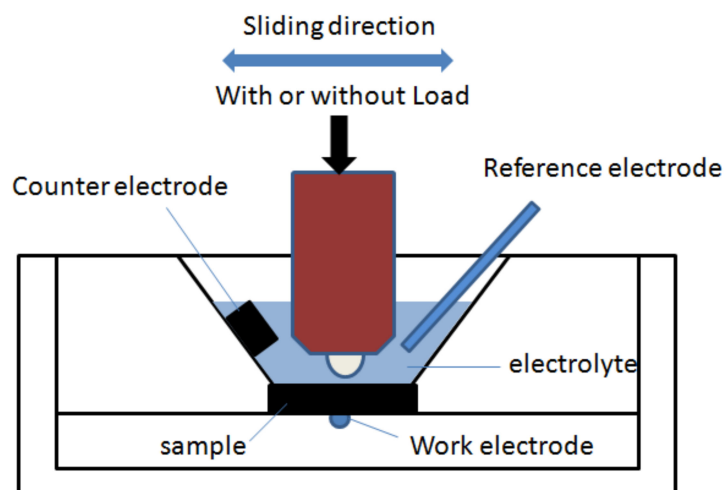 Sliding direction
With or without Load
Counter electrode
Reference electrode
electrolyte
sample
Work electrode